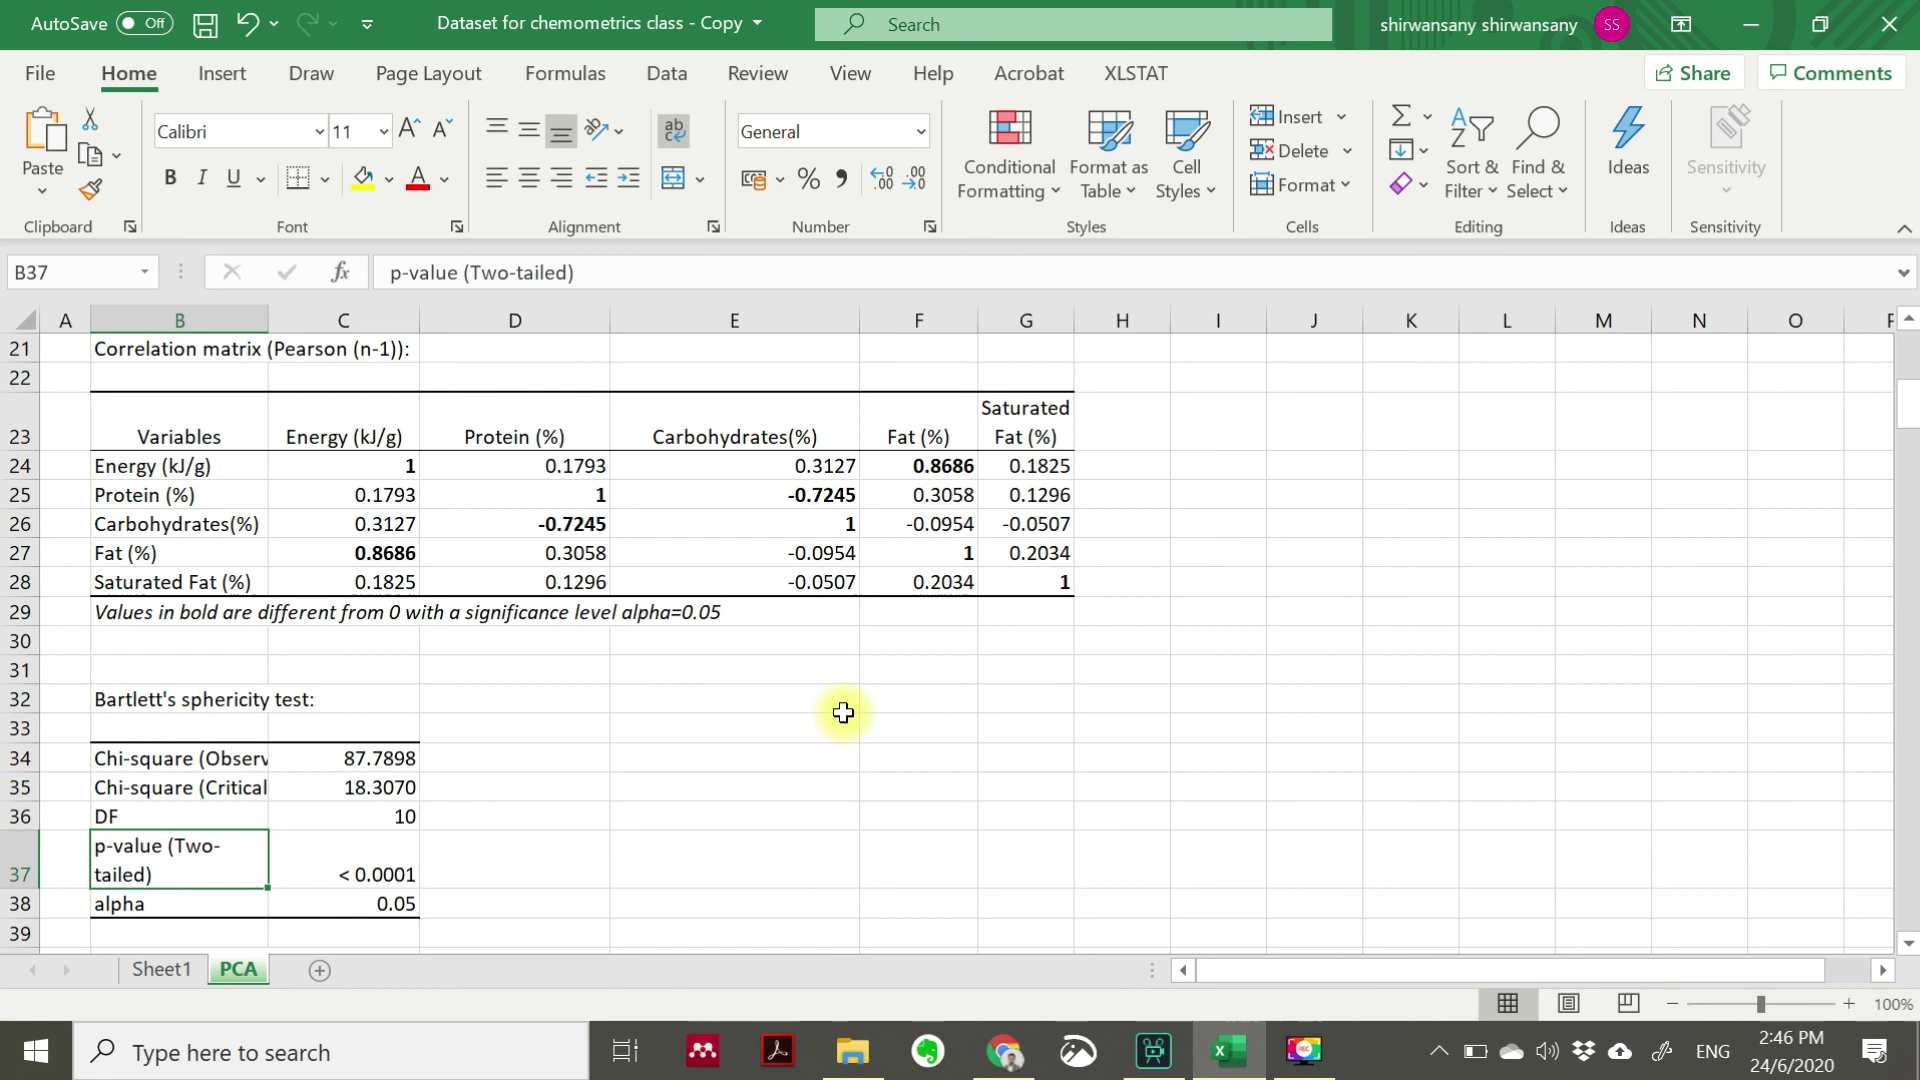 AutoSave Off Dataset for chemometrics class - Copy Search shirwansany shirwansany SS
File Home Insert Draw Page Layout Formulas Data Review View Help Acrobat XLSTAT Share Comments
Paste Calibri 11 B I U A ab General % Conditional Formatting Format as Table Cell Styles Insert Delete Format Sort & Filter Find & Select Ideas Sensitivity
Clipboard Font Alignment Number Styles Cells Editing Ideas Sensitivity
B37 fx p-value (Two-tailed)
A B C D E F G H I J K L M N O
21 Correlation matrix (Pearson (n-1)):
22
23 Variables Energy (kJ/g) Protein (%) Carbohydrates(%) Fat (%) Saturated Fat (%)
24 Energy (kJ/g) 1 0.1793 0.3127 0.8686 0.1825
25 Protein (%) 0.1793 1 -0.7245 0.3058 0.1296
26 Carbohydrates(%) 0.3127 -0.7245 1 -0.0954 -0.0507
27 Fat (%) 0.8686 0.3058 -0.0954 1 0.2034
28 Saturated Fat (%) 0.1825 0.1296 -0.0507 0.2034 1
29 Values in bold are different from 0 with a significance level alpha=0.05
30
31
32 Bartlett's sphericity test:
33
34 Chi-square (Observ 87.7898
35 Chi-square (Critical 18.3070
36 DF 10
37 p-value (Two-tailed) < 0.0001
38 alpha 0.05
39
Sheet1 PCA
100%
Type here to search ENG 2:46 PM
24/6/2020